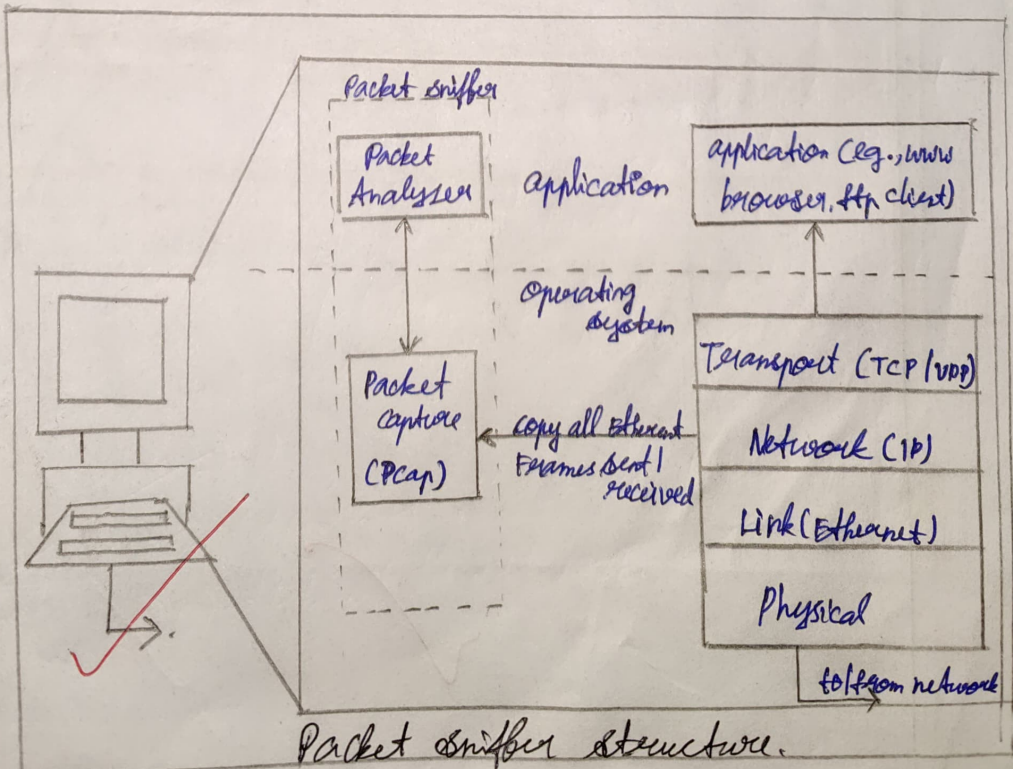 Packet sniffer
Packet
Analyzer
application
application (eg., www
browser, ftp client)
Operating
system
Transport (TCP/UDP)
Packet
capture
(Pcap)
copy all Ethernet
Frames sent/
received
Network (IP)
Link (Ethernet)
Physical
to/from network
Packet sniffer structure.